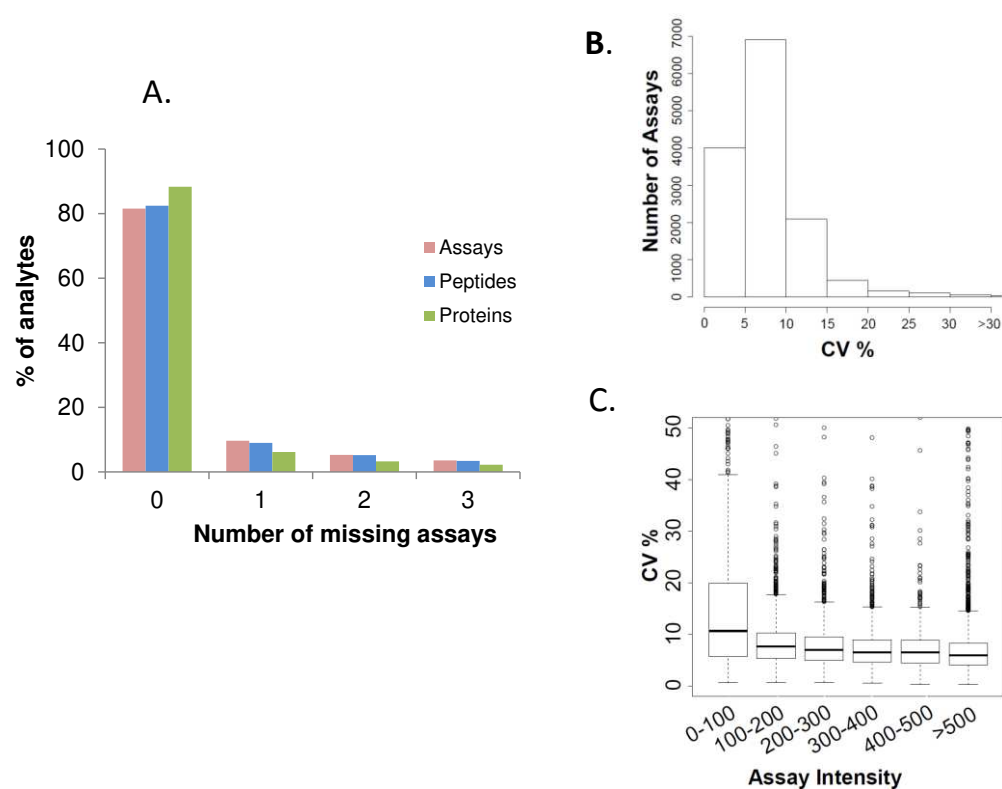 A.
100
80
60
40
20
0
% of analytes
Assays
Peptides
Proteins
0 1 2 3
Number of missing assays
B.
7000
6000
5000
4000
3000
2000
1000
0
Number of Assays
0 5 10 15 20 25 30 >30
CV %
C.
50
40
30
20
10
0
CV %
0-100 100-200 200-300 300-400 400-500 >500
Assay Intensity